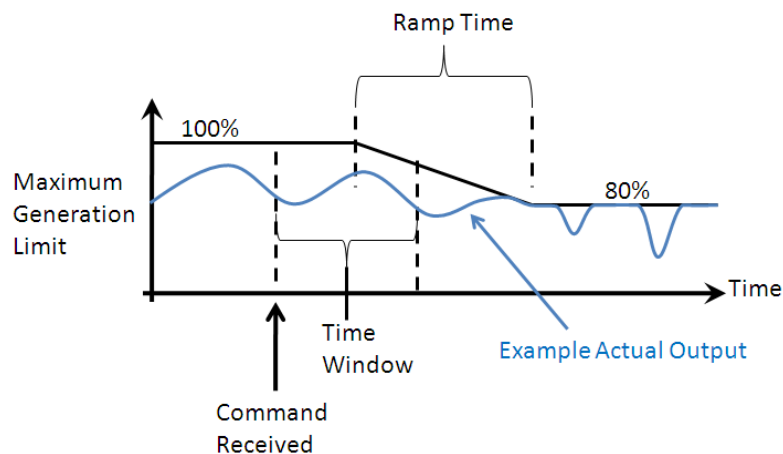 Ramp Time
100%
Maximum
Generation
Limit
80%
Time
Time
Window
Example Actual Output
Command
Received